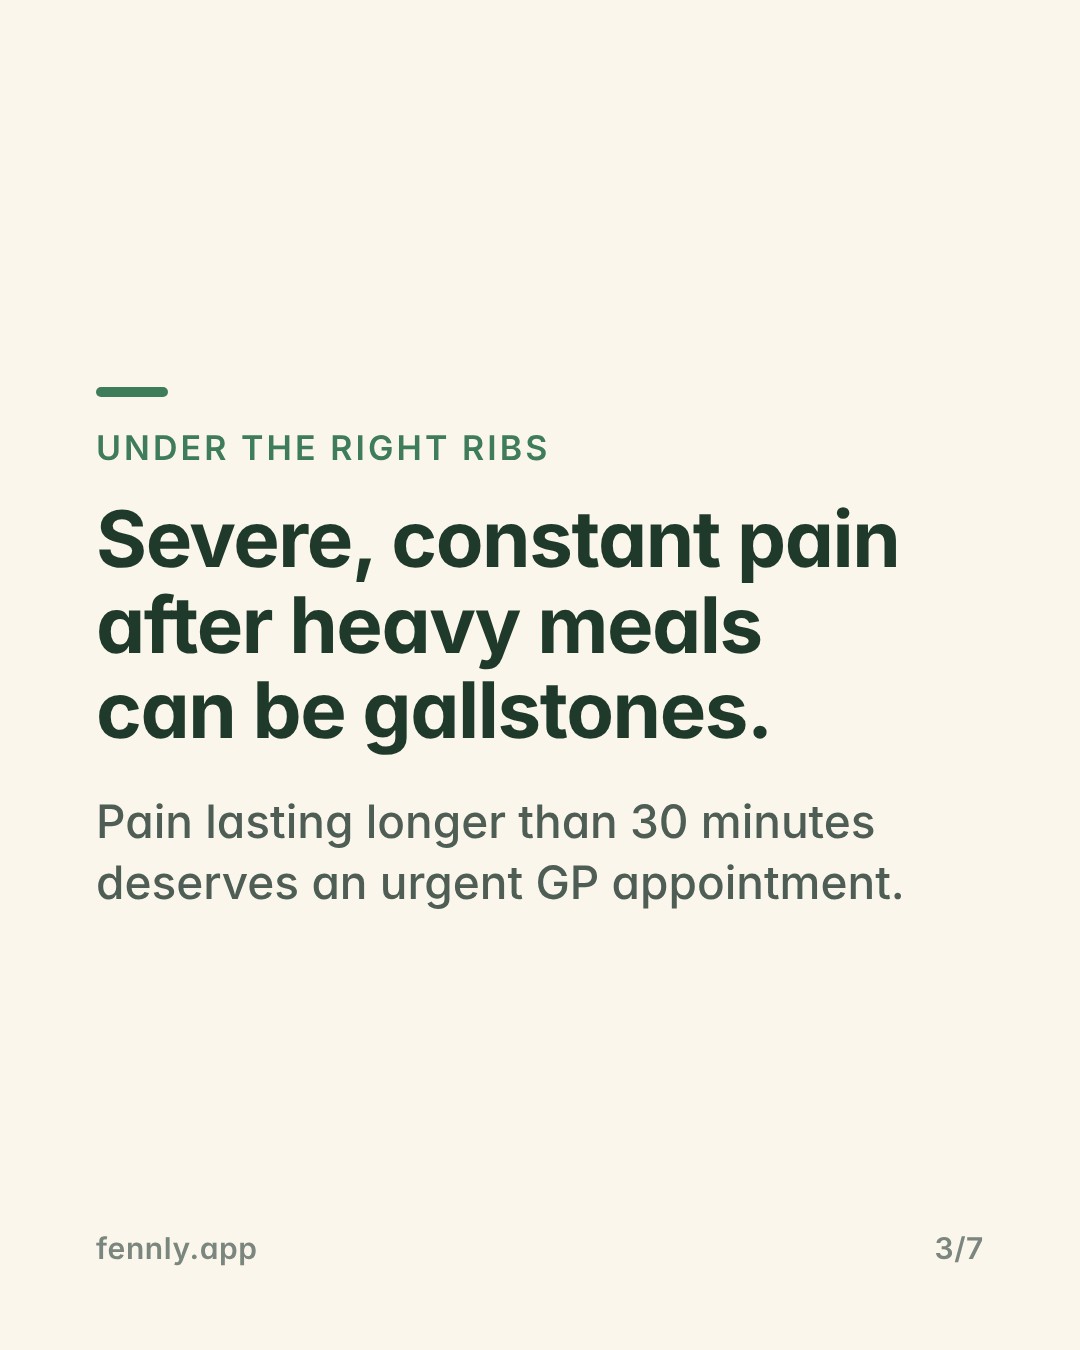 UNDER THE RIGHT RIBS
Severe, constant pain
after heavy meals
can be gallstones.
Pain lasting longer than 30 minutes
deserves an urgent GP appointment.
fennly.app
3/7